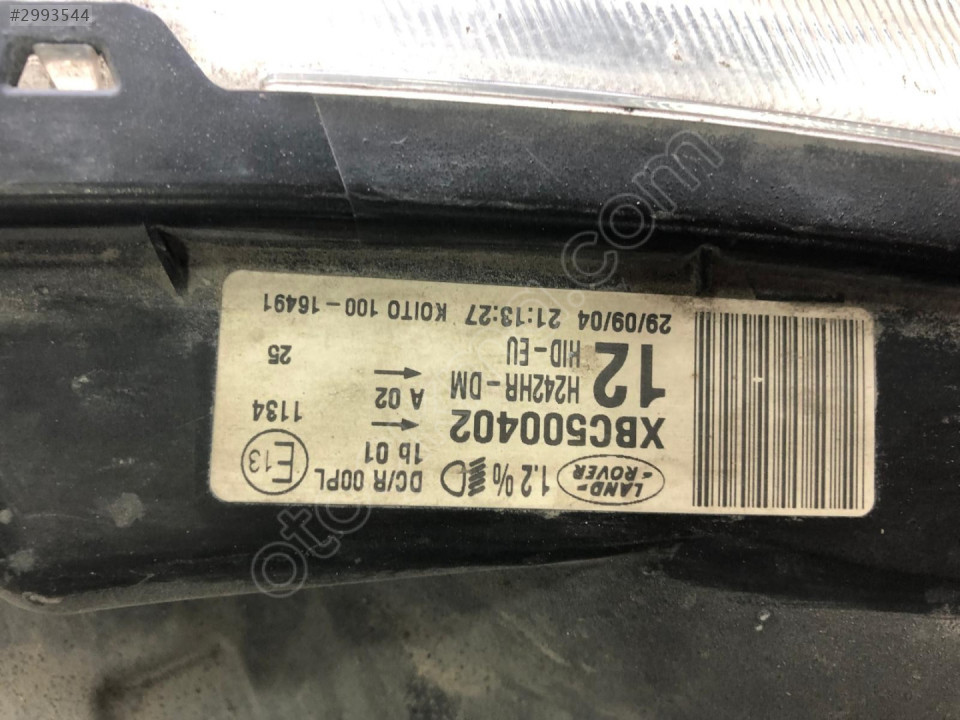 #2993544
LAND-
-ROVER
1.2%
DC/R 00PL
1b 01
E13
XBC500402
→
1134
H242HR-DM
A 02
→
12
HID-EU
25
29/09/04 21:13:27 KOITO 100-16491